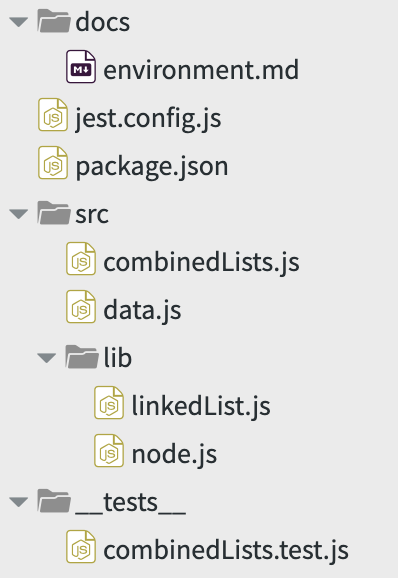 docs
environment.md
jest.config.js
package.json
src
combinedLists.js
data.js
lib
linkedList.js
node.js
__tests__
combinedLists.test.js